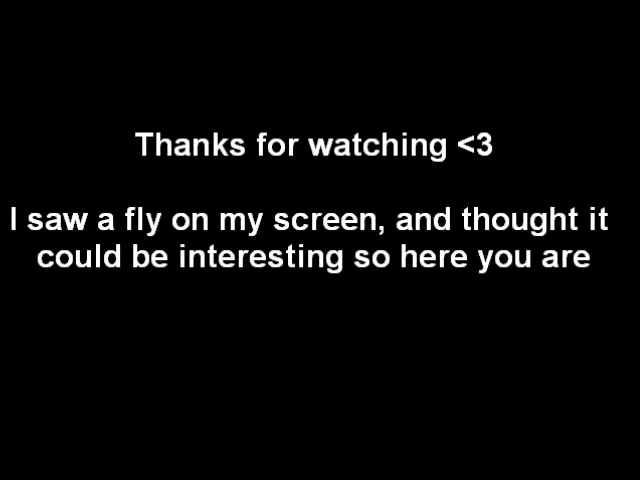 Thanks for watching <3
I saw a fly on my screen, and thought it
could be interesting so here you are